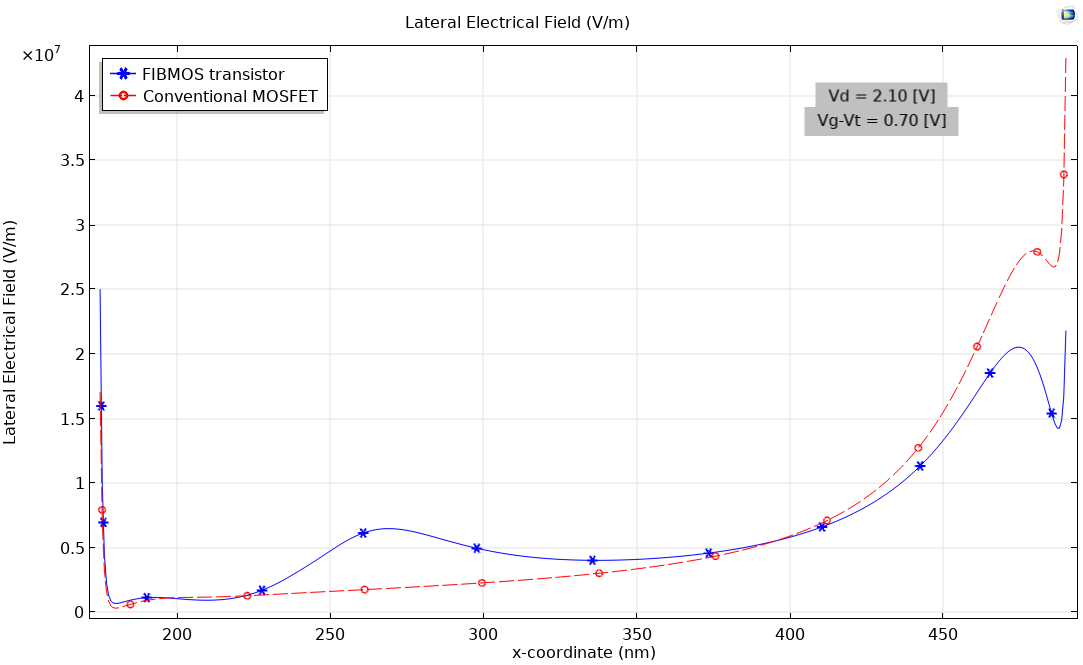 Lateral Electrical Field (V/m)
×10⁷
FIBMOS transistor
Conventional MOSFET
Vd = 2.10 [V]
Vg-Vt = 0.70 [V]
4
3.5
3
2.5
2
1.5
1
0.5
0
Lateral Electrical Field (V/m)
200 250 300 350 400 450
x-coordinate (nm)